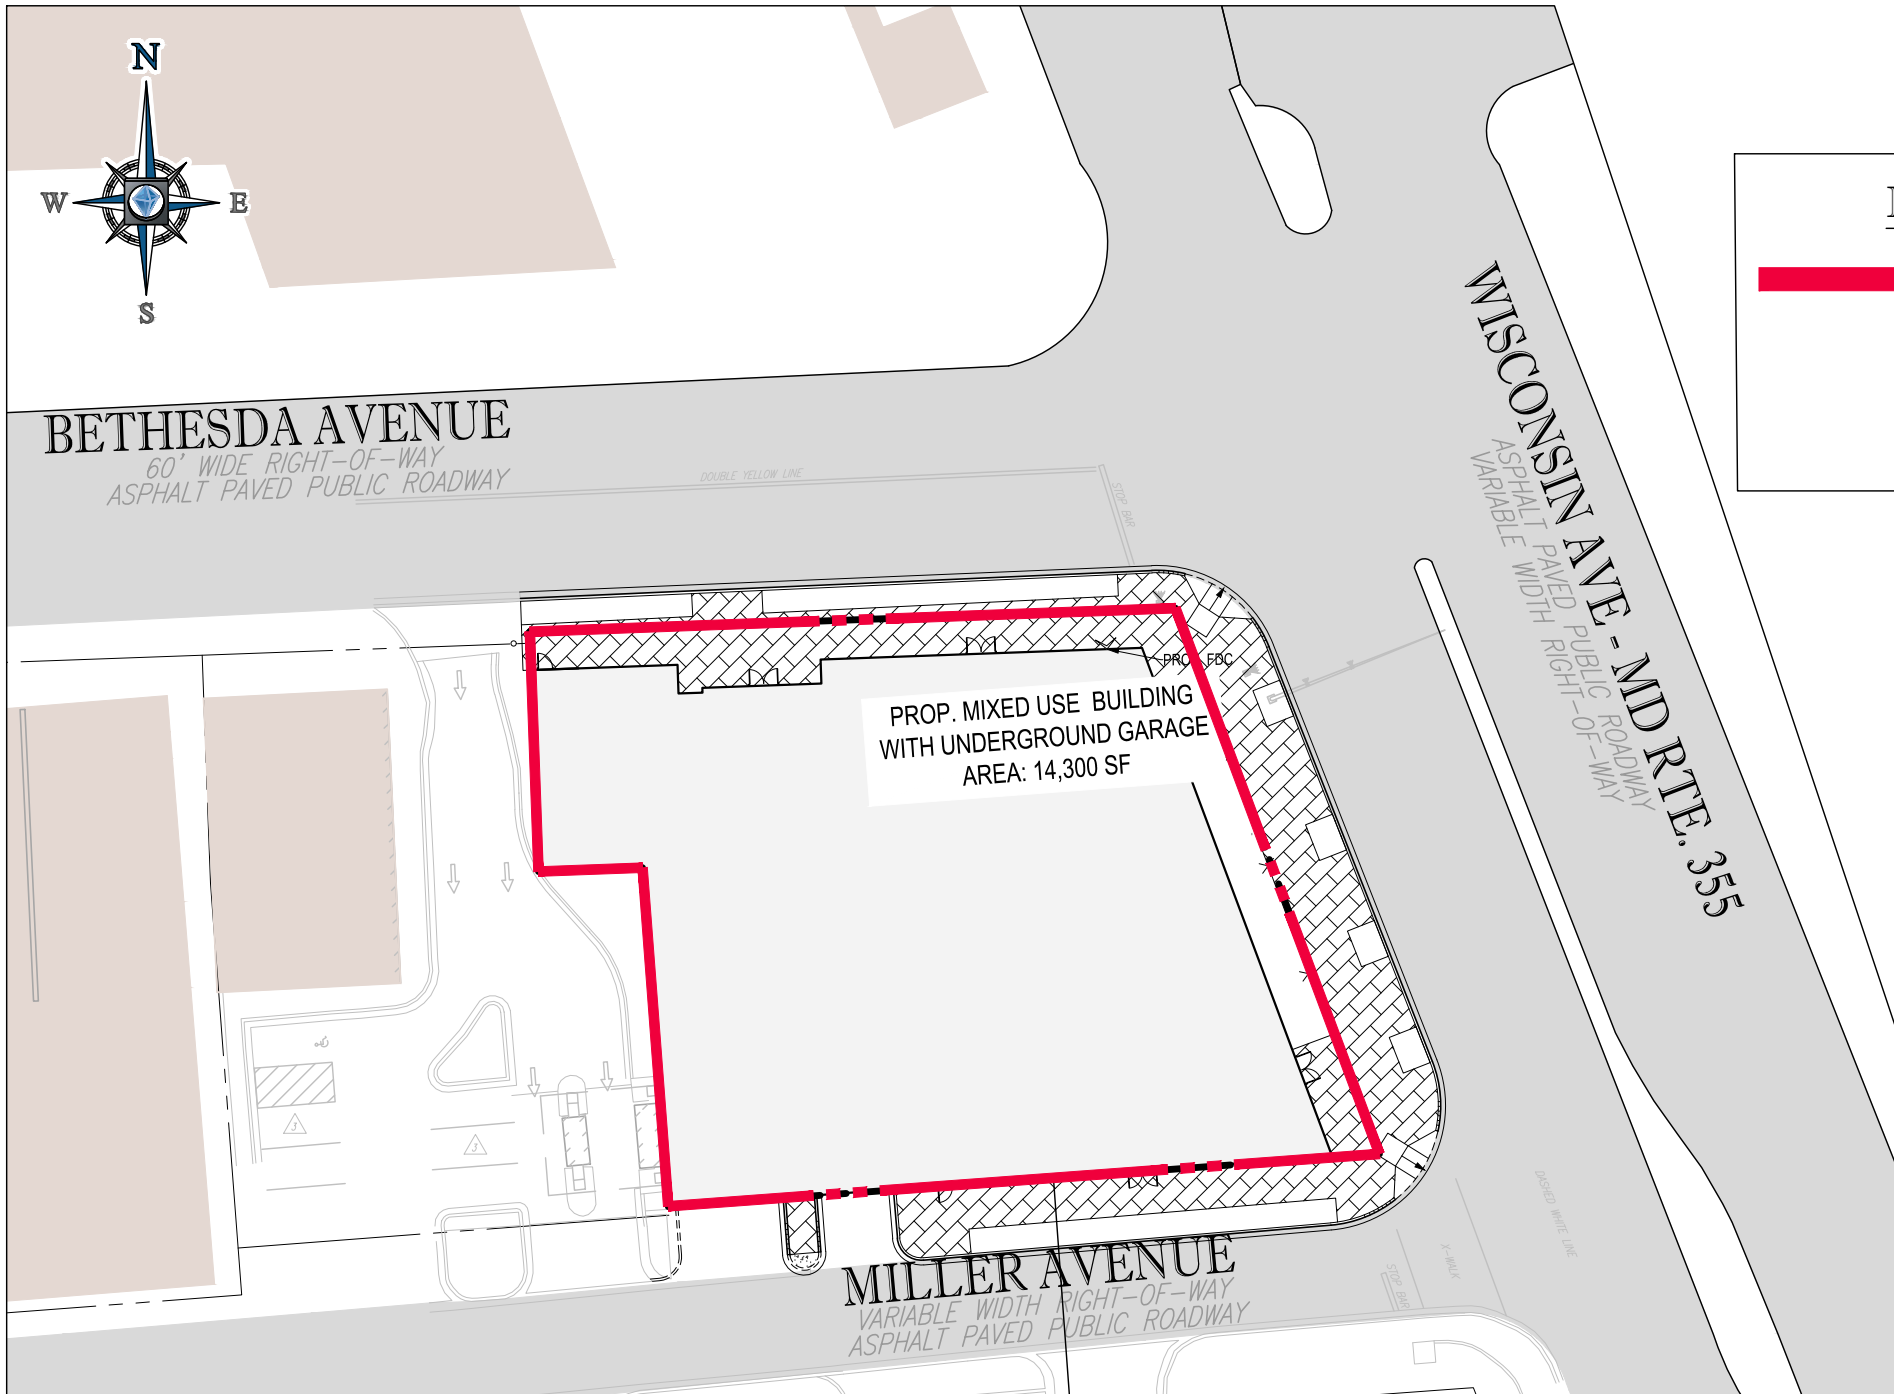 N
W
E
S
BETHESDA AVENUE
60' WIDE RIGHT-OF-WAY
ASPHALT PAVED PUBLIC ROADWAY
DOUBLE YELLOW LINE
STOP BAR
WISCONSIN AVE - MD RTE. 355
ASPHALT PAVED PUBLIC ROADWAY
VARIABLE WIDTH RIGHT-OF-WAY
PROP. FDC
PROP. MIXED USE BUILDING
WITH UNDERGROUND GARAGE
AREA: 14,300 SF
3
3
MILLER AVENUE
VARIABLE WIDTH RIGHT-OF-WAY
ASPHALT PAVED PUBLIC ROADWAY
STOP BAR
X-WALK
DASHED WHITE LINE